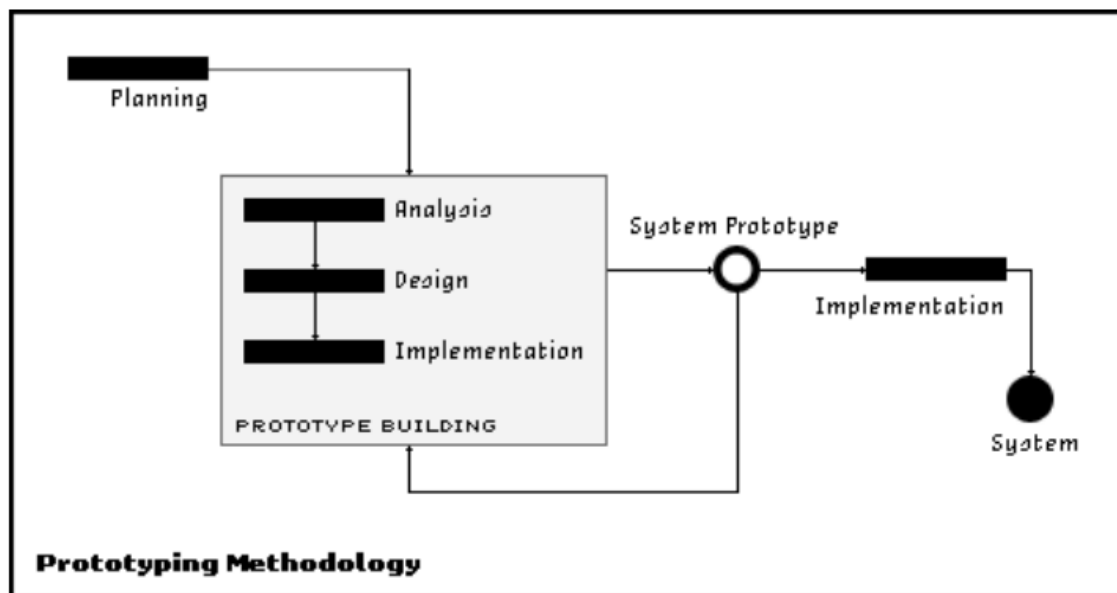 Planning
Analysis
System Prototype
Design
Implementation
Implementation
PROTOTYPE BUILDING
System
Prototyping Methodology